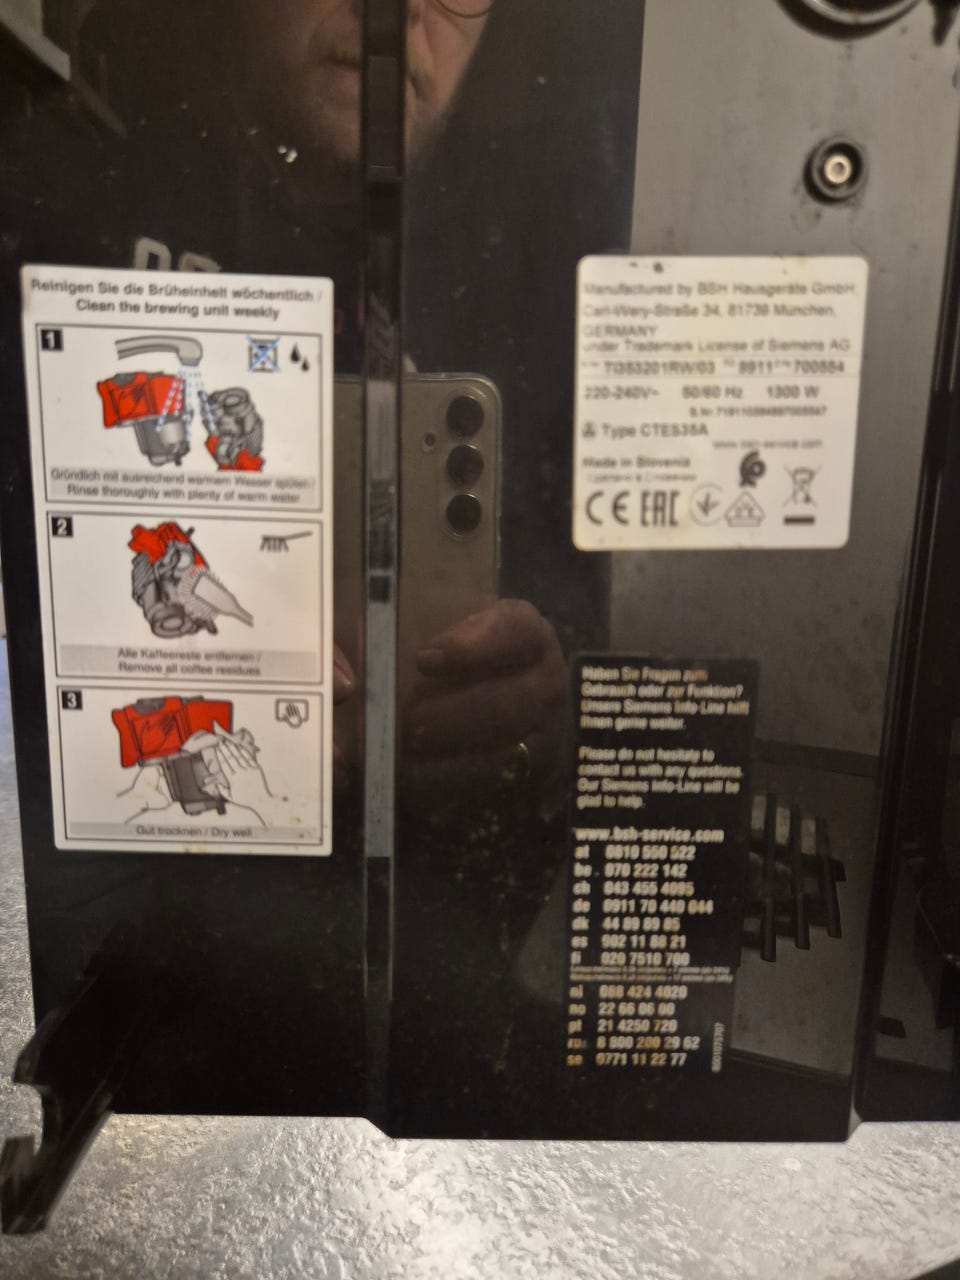 Reinigen Sie die Brüheinheit wöchentlich /
Clean the brewing unit weekly
1
Gründlich mit ausreichend warmem Wasser spülen /
Rinse thoroughly with plenty of warm water
2
Alle Kaffeereste entfernen /
Remove all coffee residues
3
Gut trocknen / Dry well
Manufactured by BSH Hausgeräte GmbH,
Carl-Wery-Straße 34, 81739 München,
GERMANY
under Trademark License of Siemens AG
TI353201RW/03 9911 700554
220-240V~ 50/60 Hz 1300 W
Type CTES35A
www.bsh-service.com
Made in Slovenia
Сделано в Словении
CE EAC
Haben Sie Fragen zum
Gebrauch oder zur Funktion?
Unsere Siemens Info-Line hilft
Ihnen gerne weiter.
Please do not hesitate to
contact us with any questions.
Our Siemens Info-Line will be
glad to help.
www.bsh-service.com
at 0810 550 522
be 070 222 142
ch 043 455 4095
de 0911 70 440 044
dk 44 89 89 85
es 902 11 88 21
fi 020 7510 700
nl 088 424 4020
no 22 66 06 00
pt 21 4250 720
ru 8 800 200 29 62
se 0771 11 22 77